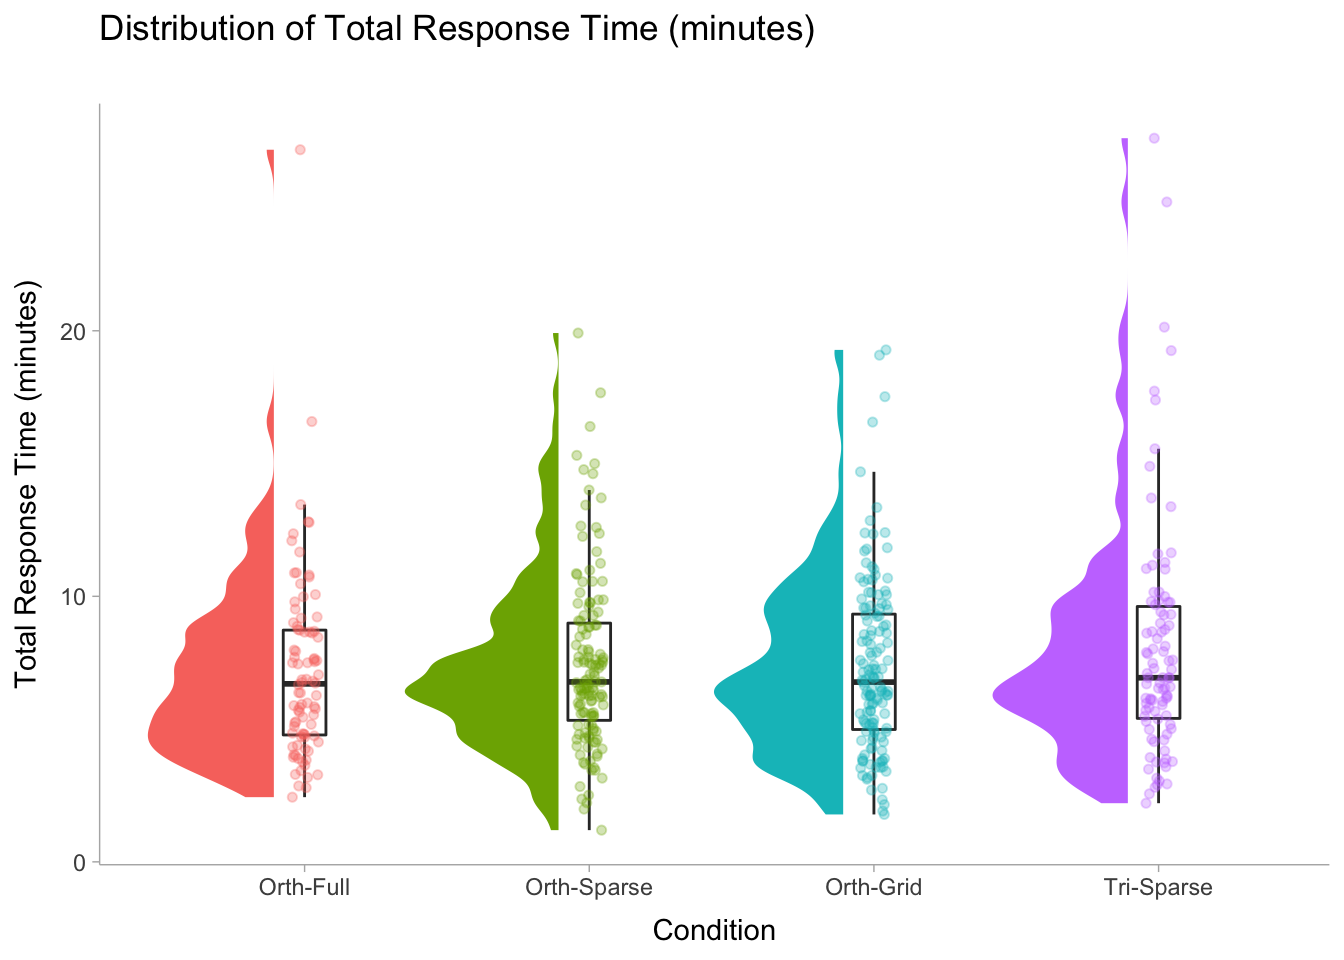 Distribution of Total Response Time (minutes)
Total Response Time (minutes)
20
10
0
Orth-Full Orth-Sparse Orth-Grid Tri-Sparse
Condition